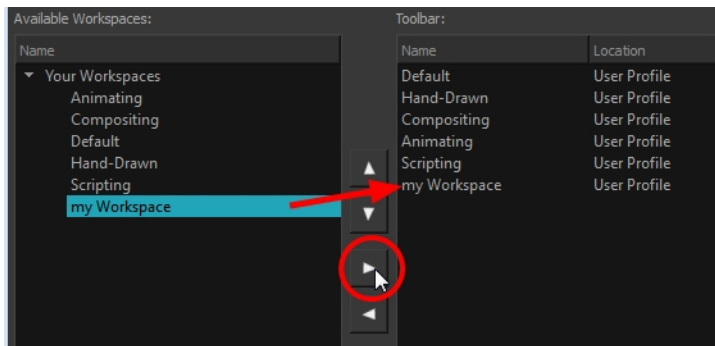 Available Workspaces:
Name
Your Workspaces
Animating
Compositing
Default
Hand-Drawn
Scripting
my Workspace
Toolbar:
Name Location
Default User Profile
Hand-Drawn User Profile
Compositing User Profile
Animating User Profile
Scripting User Profile
my Workspace User Profile